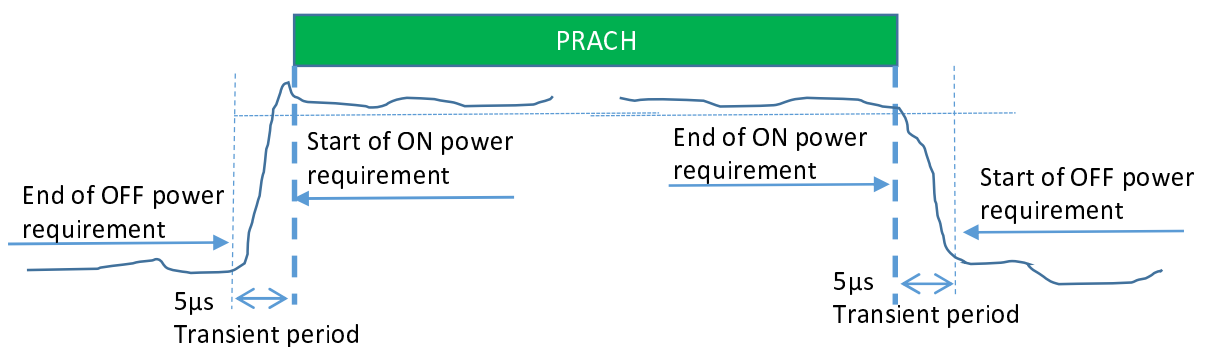 PRACH
Start of ON power
requirement
End of ON power
requirement
End of OFF power
requirement
Start of OFF power
requirement
5µs
Transient period
5µs
Transient period